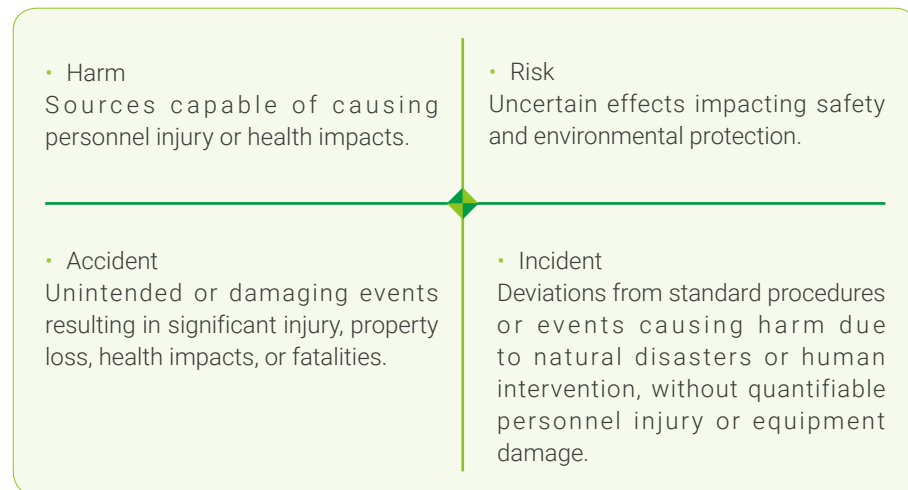 • Harm
Sources capable of causing
personnel injury or health impacts.
• Risk
Uncertain effects impacting safety
and environmental protection.
• Accident
Unintended or damaging events
resulting in significant injury, property
loss, health impacts, or fatalities.
• Incident
Deviations from standard procedures
or events causing harm due
to natural disasters or human
intervention, without quantifiable
personnel injury or equipment
damage.